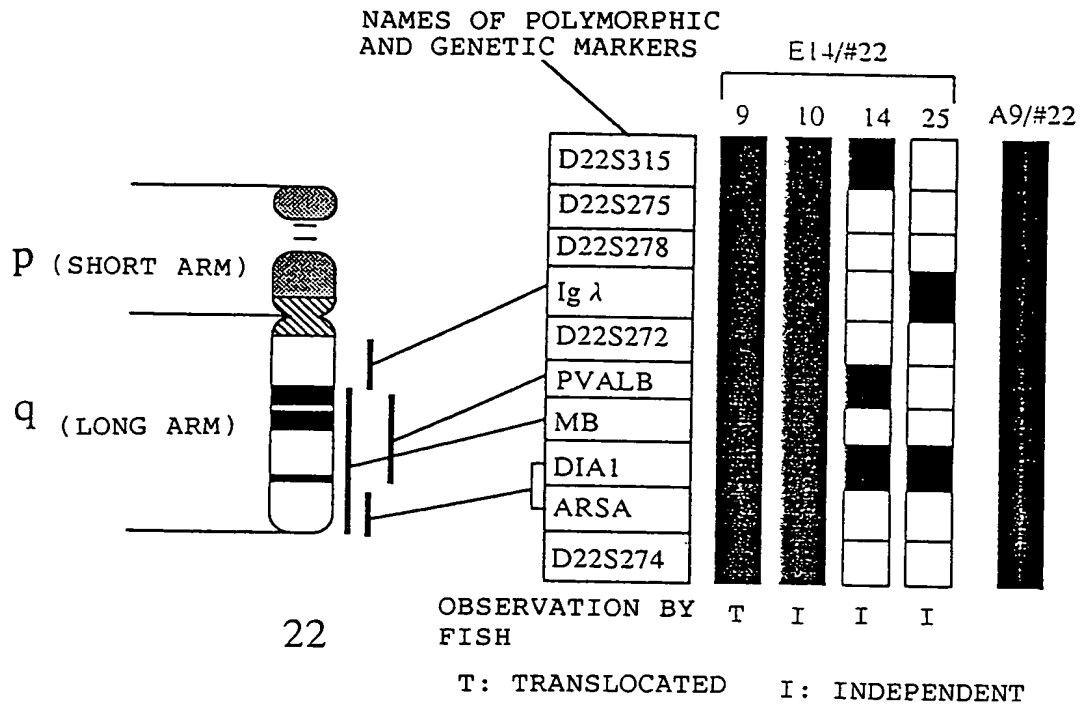 NAMES OF POLYMORPHIC
AND GENETIC MARKERS
E14/#22
9 10 14 25 A9/#22
D22S315
D22S275
D22S278
Ig λ
D22S272
PVALB
MB
DIA1
ARSA
D22S274
p (SHORT ARM)
q (LONG ARM)
22
OBSERVATION BY
FISH
T I I I
T: TRANSLOCATED I: INDEPENDENT